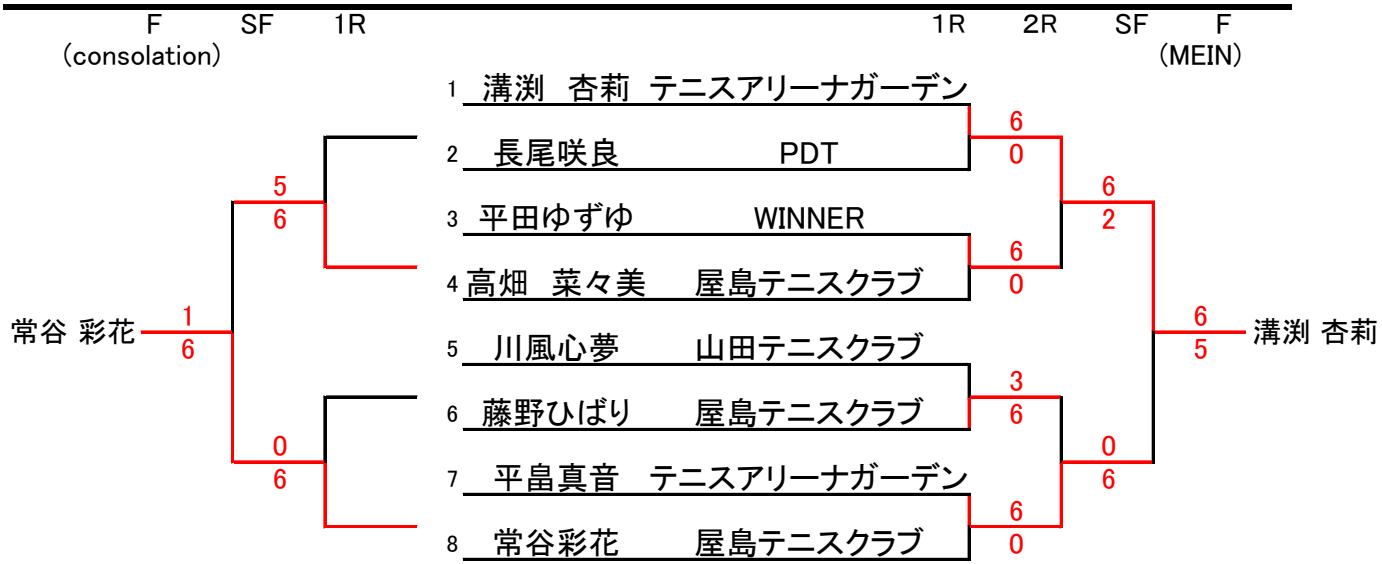 F SF 1R 1R 2R SF F
(consolation) (MEIN)
1 溝渕 杏莉 テニスアリーナガーデン
6
2 長尾咲良 PDT 0
5 6
6 3 平田ゆずゆ WINNER 2
6
4 高畑 菜々美 屋島テニスクラブ 0
常谷 彩花 1 6 溝渕 杏莉
6 5 川風心夢 山田テニスクラブ 5
3
6 藤野ひばり 屋島テニスクラブ 6
0 0
6 7 平畠真音 テニスアリーナガーデン 6
6
8 常谷彩花 屋島テニスクラブ 0